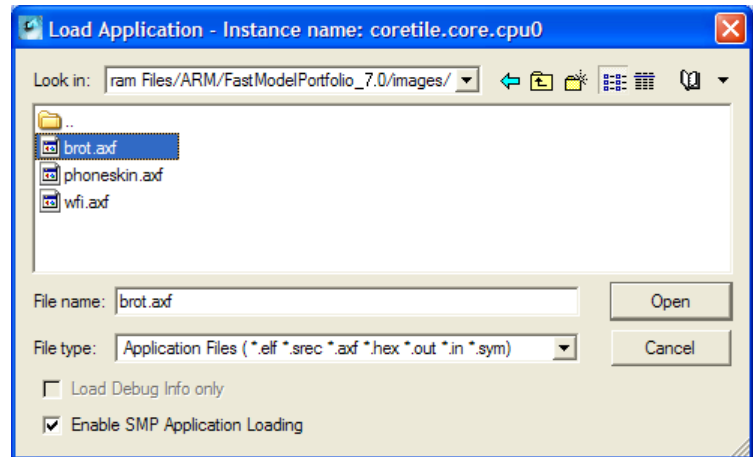 Load Application - Instance name: coretile.core.cpu0
Look in: ram Files/ARM/FastModelPortfolio_7.0/images/
..
brot.axf
phoneskin.axf
wfi.axf
File name: brot.axf Open
File type: Application Files ( *.elf *.srec *.axf *.hex *.out *.in *.sym) Cancel
Load Debug Info only
Enable SMP Application Loading